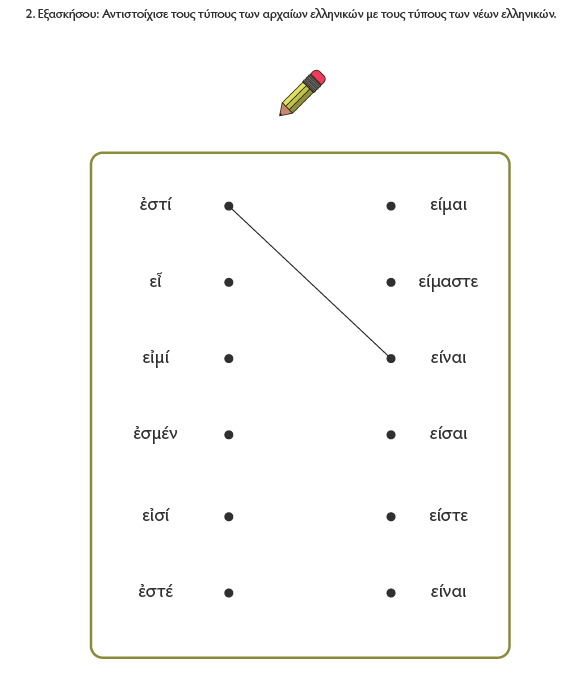 2. Εξασκήσου: Αντιστοίχισε τους τύπους των αρχαίων ελληνικών με τους τύπους των νέων ελληνικών.
ἐστί είμαι
εἶ είμαστε
εἰμί είναι
ἐσμέν είσαι
εἰσί είστε
ἐστέ είναι